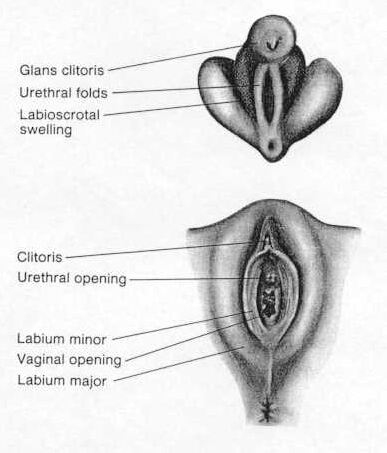 Glans clitoris
Urethral folds
Labioscrotal
swelling
Clitoris
Urethral opening
Labium minor
Vaginal opening
Labium major